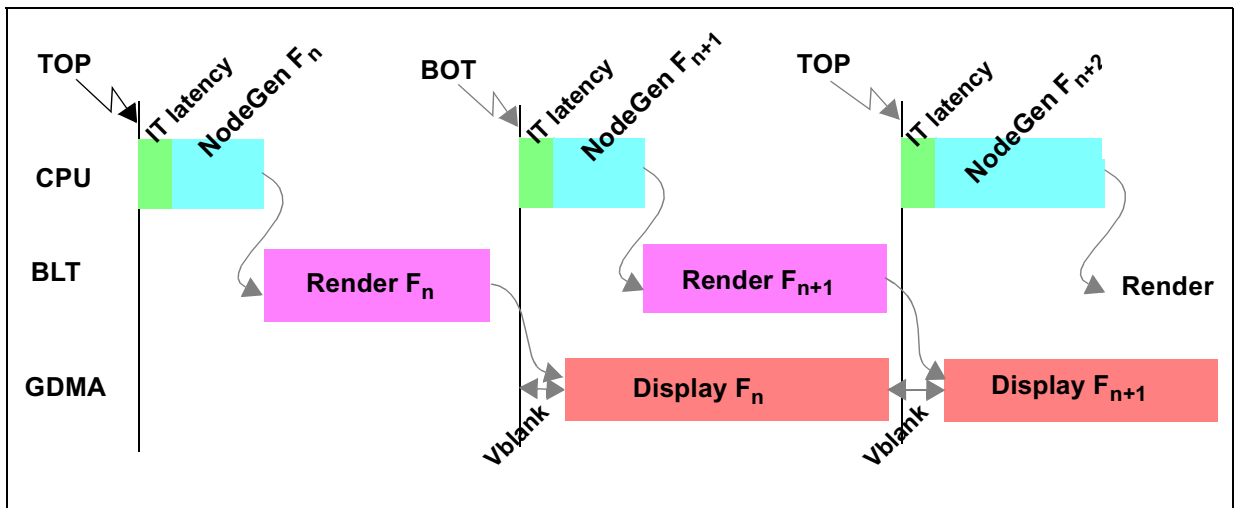 TOP
IT latency
NodeGen Fn
BOT
IT latency
NodeGen Fn+1
TOP
IT latency
NodeGen Fn+2
CPU
BLT
Render Fn
Render Fn+1
Render
GDMA
Display Fn
Display Fn+1
Vblank
Vblank